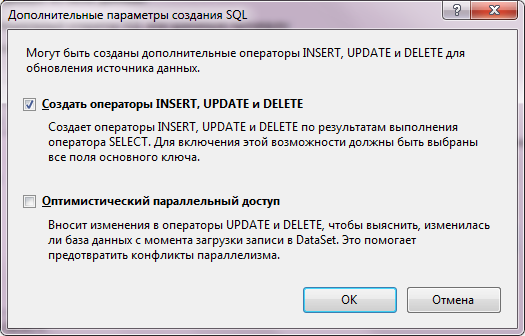 Дополнительные параметры создания SQL
Могут быть созданы дополнительные операторы INSERT, UPDATE и DELETE для
обновления источника данных.
Создать операторы INSERT, UPDATE и DELETE
Создает операторы INSERT, UPDATE и DELETE по результатам выполнения
оператора SELECT. Для включения этой возможности должны быть выбраны
все поля основного ключа.
Оптимистический параллельный доступ
Вносит изменения в операторы UPDATE и DELETE, чтобы выяснить, изменилась
ли база данных с момента загрузки записи в DataSet. Это помогает
предотвратить конфликты параллелизма.
OK
Отмена